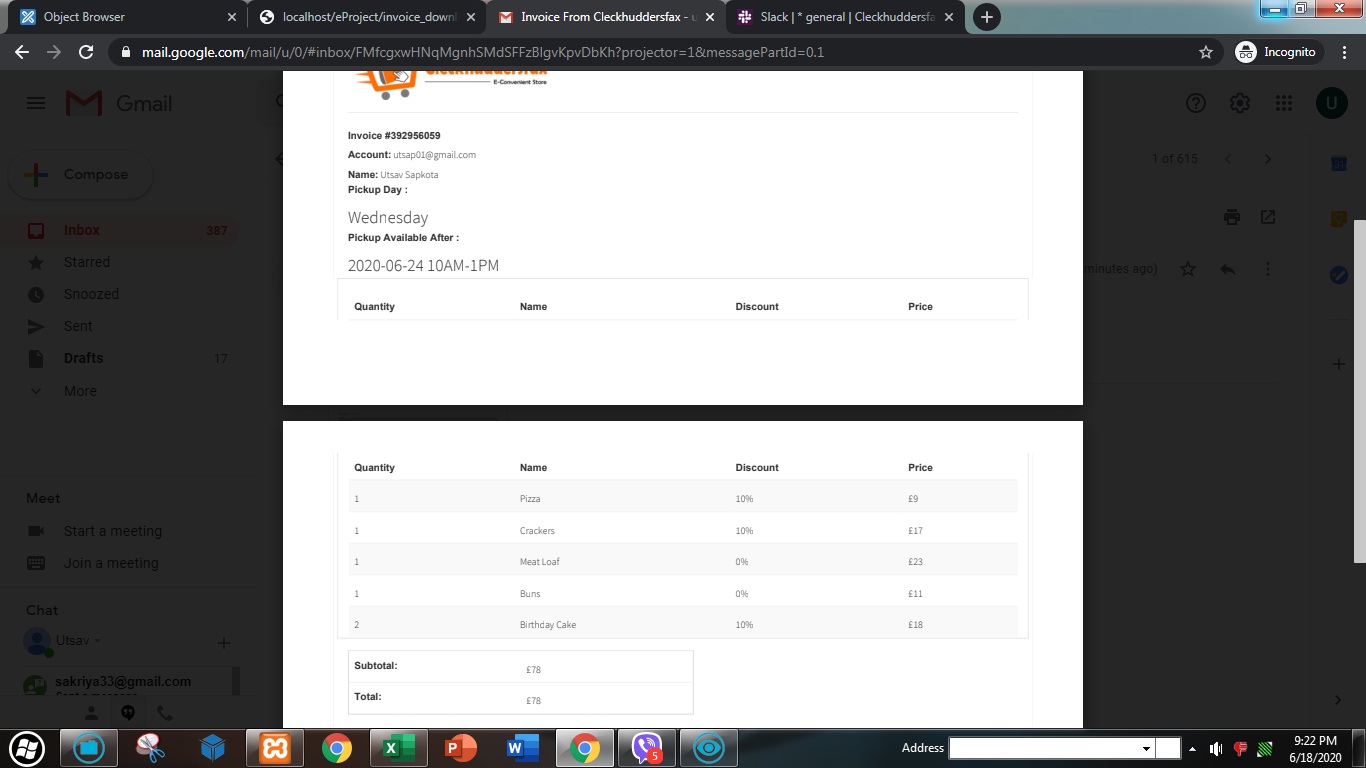 Object Browser
localhost/eProject/invoice_downl
Invoice From Cleckhuddersfax - u
Slack | * general | Cleckhuddersfa
mail.google.com/mail/u/0/#inbox/FMfcgxwHNqMgnhSMdSFFzBlgvKpvDbKh?projector=1&messagePartId=0.1
Incognito
Gmail
U
Compose
1 of 615
Inbox 387
Starred
Snoozed
Sent
Drafts 17
More
minutes ago)
Meet
Start a meeting
Join a meeting
Chat
Utsav
sakriya33@gmail.com
Cleckhuddersfax
E-Convenient Store
Invoice #392956059
Account: utsap01@gmail.com
Name: Utsav Sapkota
Pickup Day :
Wednesday
Pickup Available After :
2020-06-24 10AM-1PM
Quantity Name Discount Price
Quantity Name Discount Price
1 Pizza 10% £9
1 Crackers 10% £17
1 Meat Loaf 0% £23
1 Buns 0% £11
2 Birthday Cake 10% £18
Subtotal: £78
Total: £78
5
Address
9:22 PM
6/18/2020